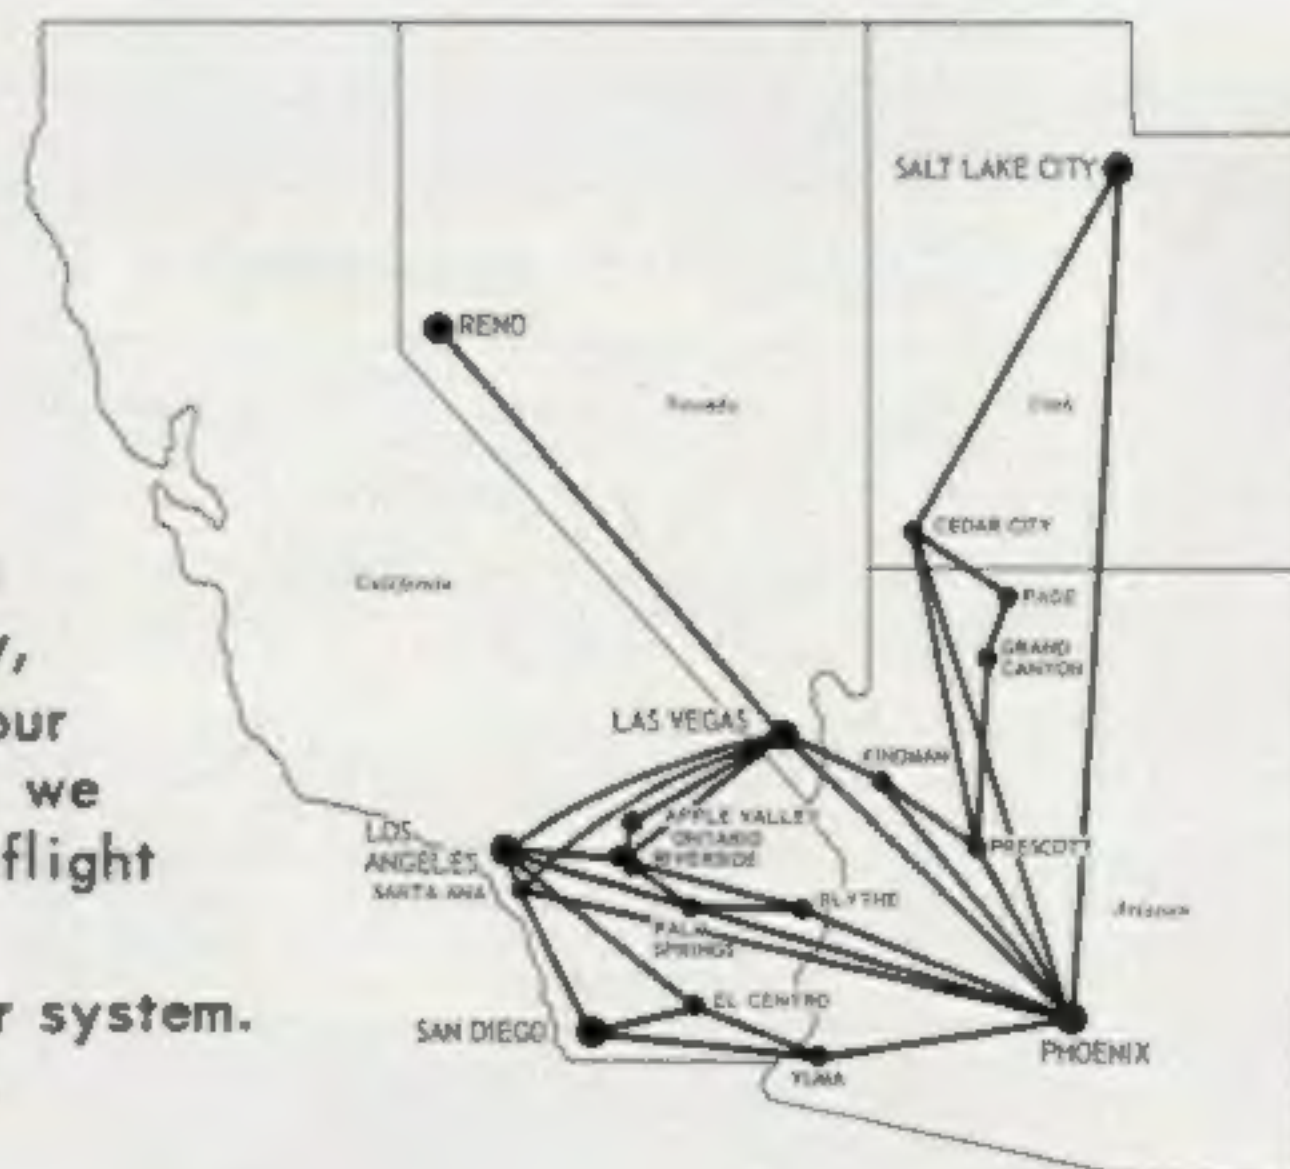 SALT LAKE CITY
RENO
Nevada
Utah
CEDAR CITY
California
PAGE
GRAND
CANYON
our
LAS VEGAS
KINGMAN
we
APPLE VALLEY
LOS
ANGELES
ONTARIO
RIVERSIDE
PRESCOTT
flight
SANTA ANA
BLYTHE
Arizona
PALM
SPRINGS
EL CENTRO
system.
SAN DIEGO
PHOENIX
YUMA